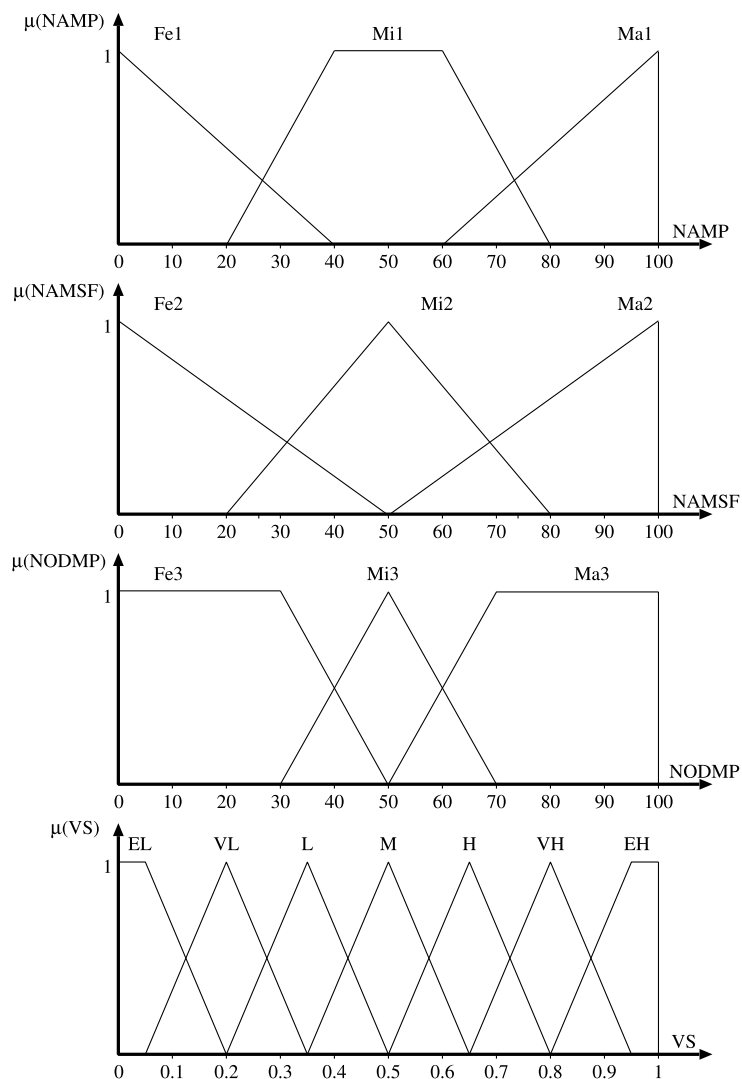 μ(NAMP) Fe1 Mi1 Ma1
1
NAMP
0 10 20 30 40 50 60 70 80 90 100
μ(NAMSF) Fe2 Mi2 Ma2
1
NAMSF
0 10 20 30 40 50 60 70 80 90 100
μ(NODMP) Fe3 Mi3 Ma3
1
NODMP
0 10 20 30 40 50 60 70 80 90 100
μ(VS) EL VL L M H VH EH
1
VS
0 0.1 0.2 0.3 0.4 0.5 0.6 0.7 0.8 0.9 1